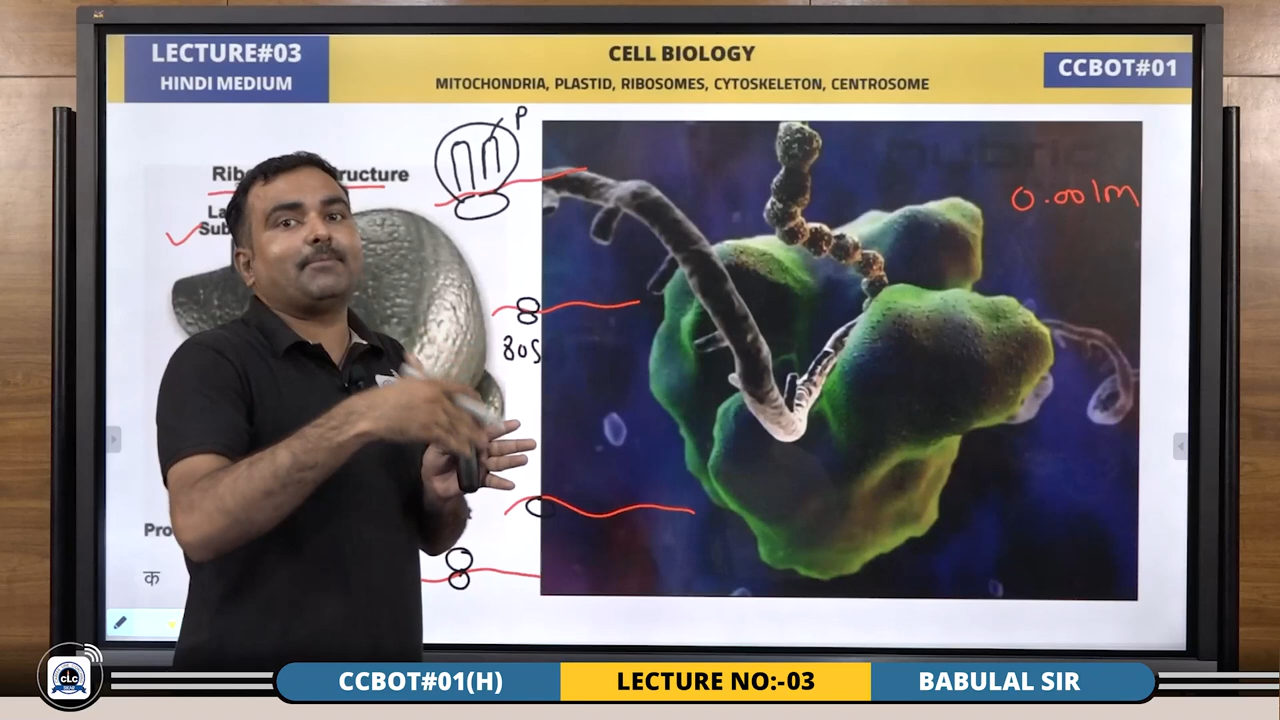 LECTURE#03
HINDI MEDIUM
CELL BIOLOGY
MITOCHONDRIA, PLASTID, RIBOSOMES, CYTOSKELETON, CENTROSOME
CCBOT#01
P
0.001m
80S
क
CLC
CCBOT#01(H)
LECTURE NO:-03
BABULAL SIR